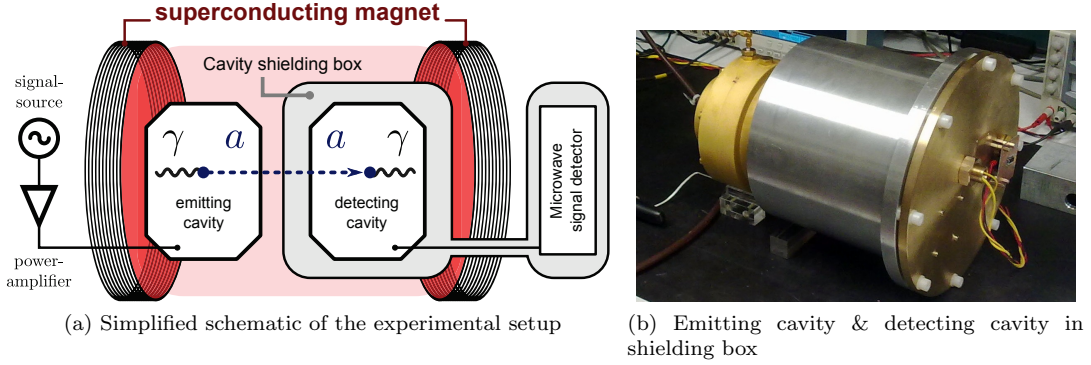 superconducting magnet
Cavity shielding box
signal-
source
γ a
a γ
emitting
cavity
detecting
cavity
Microwave
signal detector
power-
amplifier
(a) Simplified schematic of the experimental setup
(b) Emitting cavity & detecting cavity in
shielding box